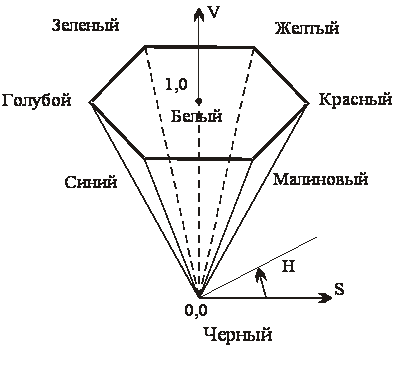 V
Зеленый
Желтый
1,0
Голубой
Красный
Белый
Синий
Малиновый
H
S
0,0
Черный